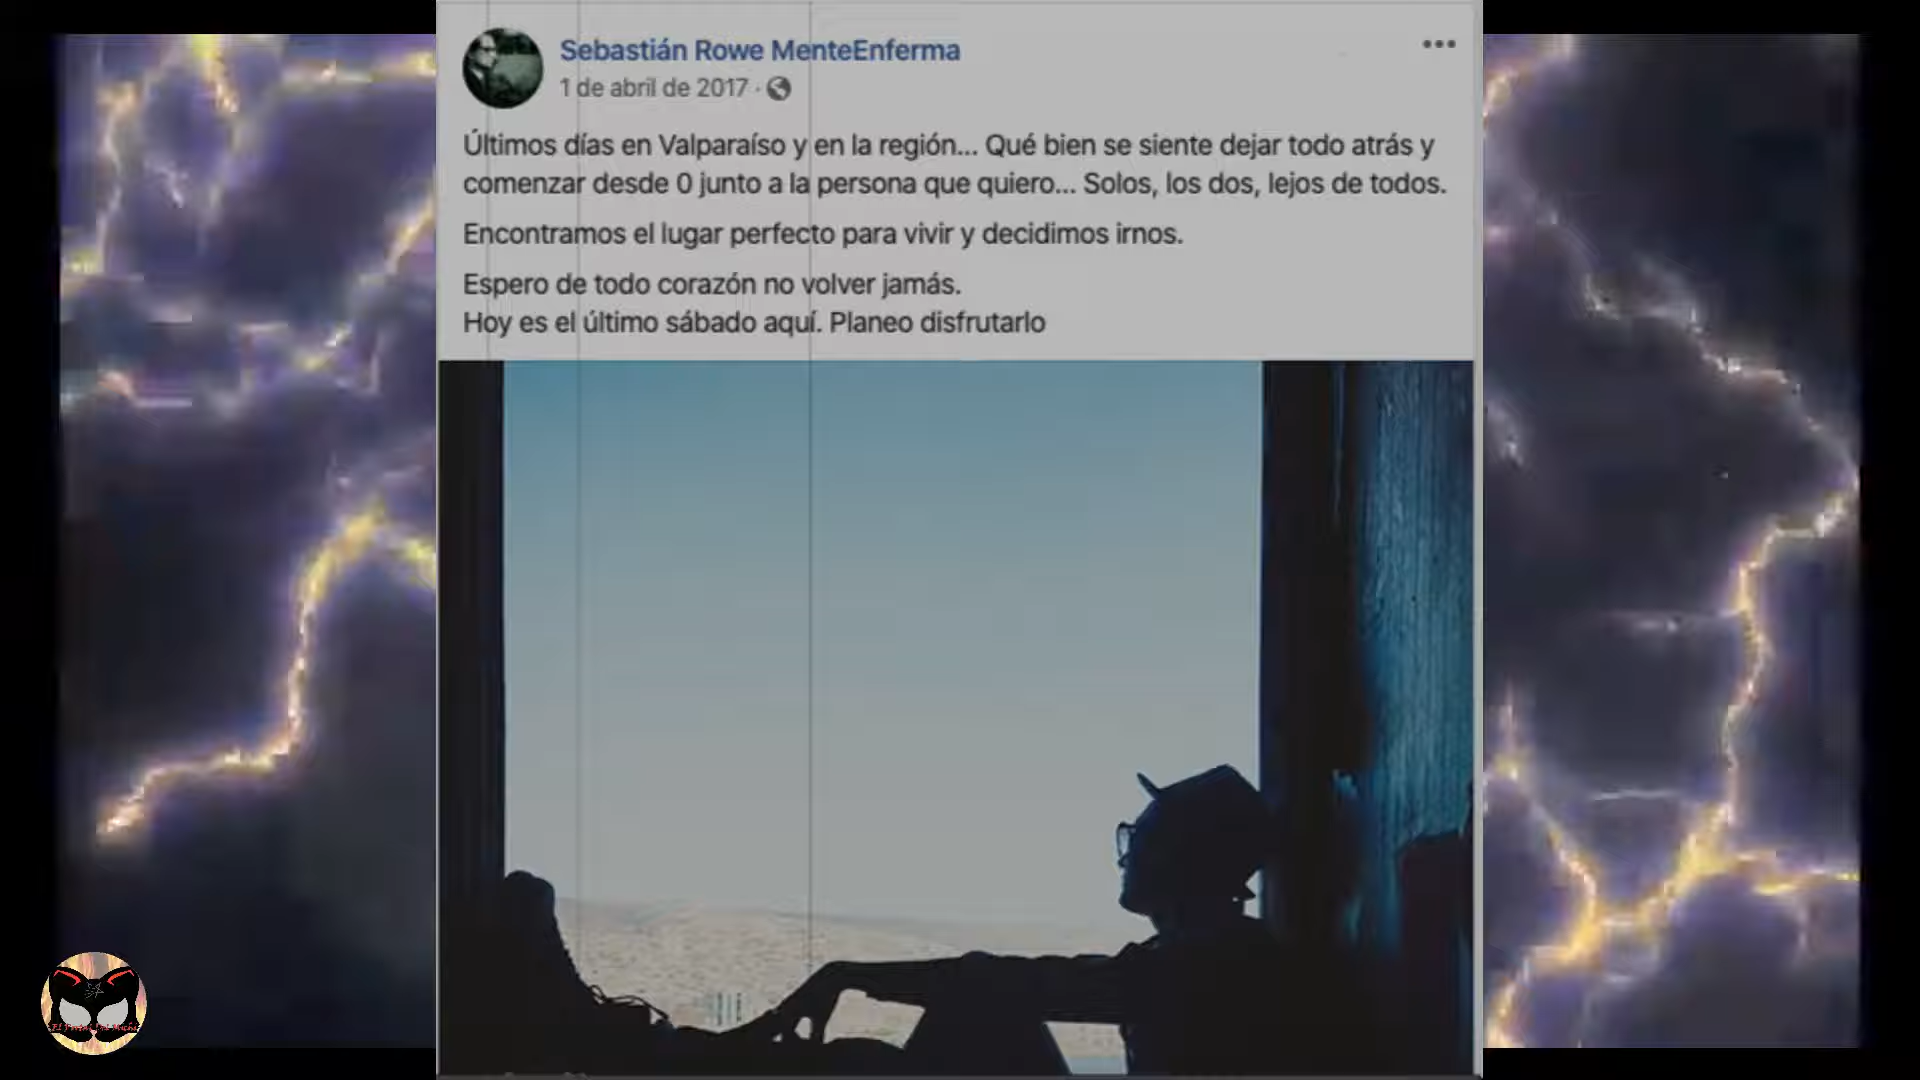 Sebastián Rowe MenteEnferma
1 de abril de 2017 ·
Últimos días en Valparaíso y en la región... Qué bien se siente dejar todo atrás y
comenzar desde 0 junto a la persona que quiero... Solos, los dos, lejos de todos.
Encontramos el lugar perfecto para vivir y decidimos irnos.
Espero de todo corazón no volver jamás.
Hoy es el último sábado aquí. Planeo disfrutarlo